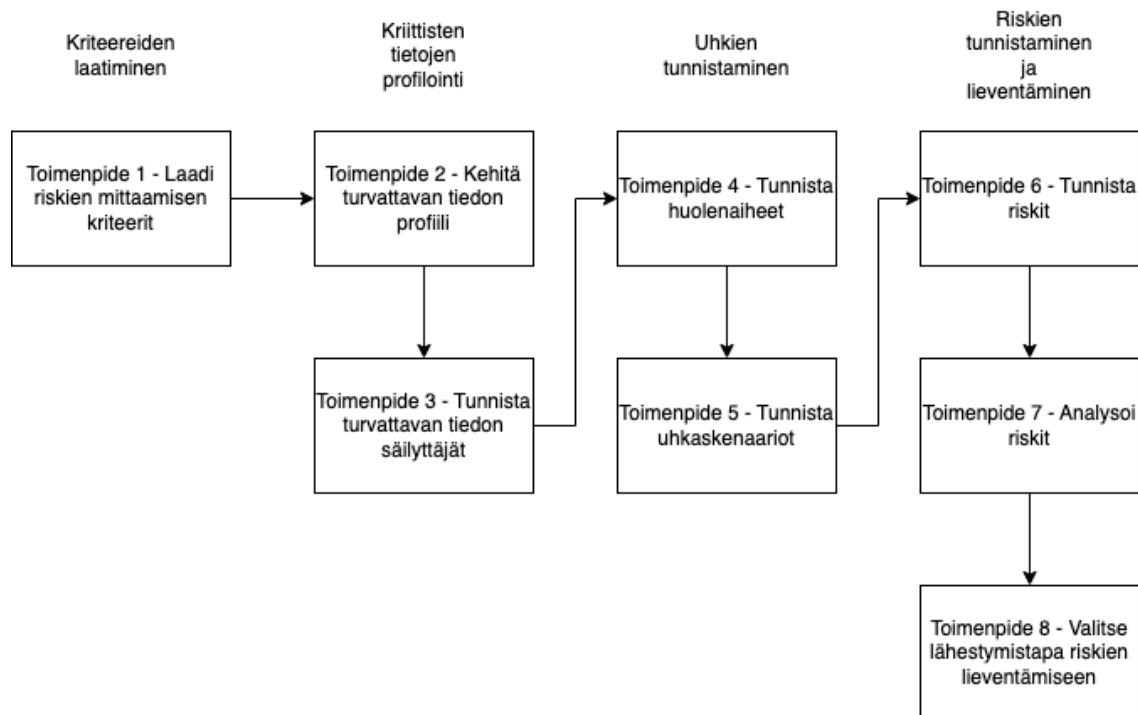 Kriteereiden
laatiminen
Kriittisten
tietojen
profilointi
Uhkien
tunnistaminen
Riskien
tunnistaminen
ja
lieventäminen
Toimenpide 1 - Laadi
riskien mittaamisen
kriteerit
Toimenpide 2 - Kehitä
turvattavan tiedon
profiili
Toimenpide 4 - Tunnista
huolenaiheet
Toimenpide 6 - Tunnista
riskit
Toimenpide 3 - Tunnista
turvattavan tiedon
säilyttäjät
Toimenpide 5 - Tunnista
uhkaskenaariot
Toimenpide 7 - Analysoi
riskit
Toimenpide 8 - Valitse
lähestymistapa riskien
lieventämiseen